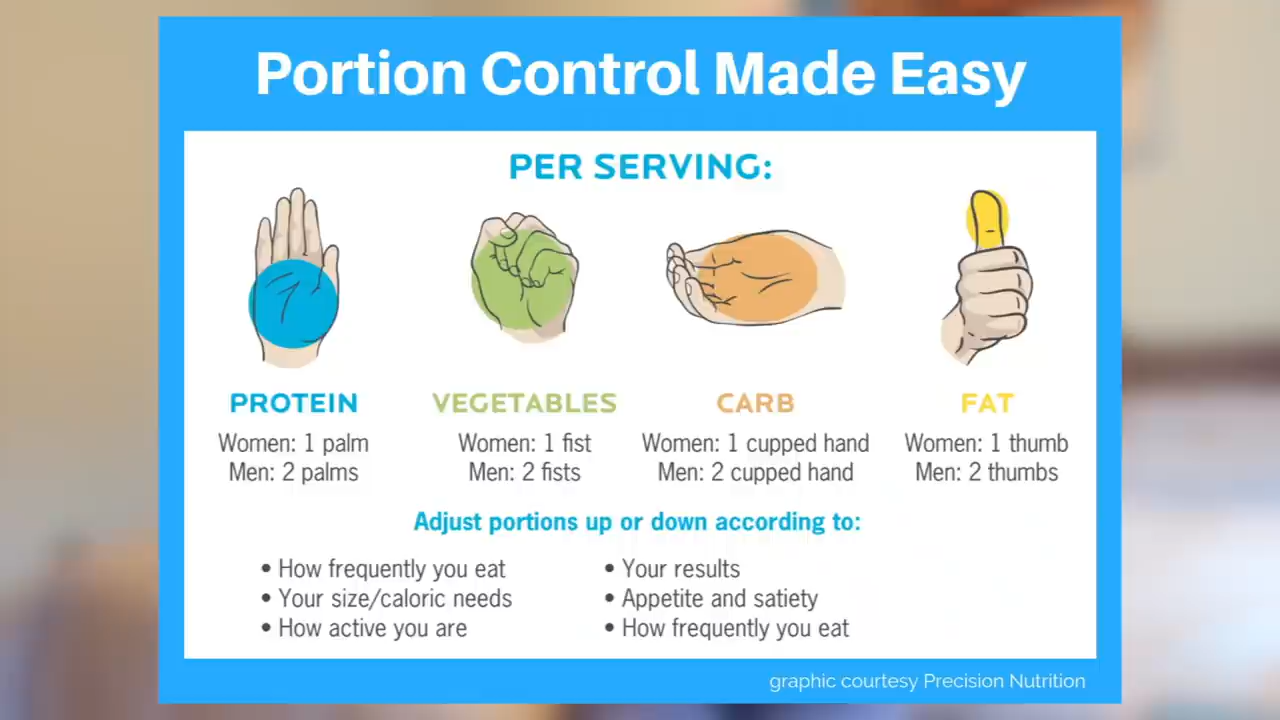 Portion Control Made Easy
PER SERVING:
PROTEIN
Women: 1 palm
Men: 2 palms
VEGETABLES
Women: 1 fist
Men: 2 fists
CARB
Women: 1 cupped hand
Men: 2 cupped hand
FAT
Women: 1 thumb
Men: 2 thumbs
Adjust portions up or down according to:
• How frequently you eat
• Your size/caloric needs
• How active you are
• Your results
• Appetite and satiety
• How frequently you eat
graphic courtesy Precision Nutrition